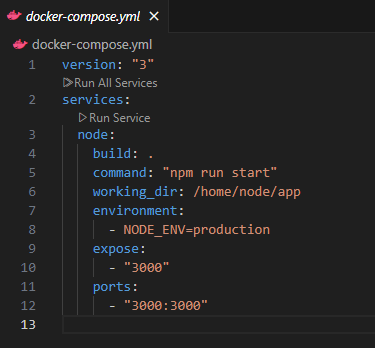 docker-compose.yml
docker-compose.yml
1 version: "3"
Run All Services
2 services:
Run Service
3 node:
4 build: .
5 command: "npm run start"
6 working_dir: /home/node/app
7 environment:
8 - NODE_ENV=production
9 expose:
10 - "3000"
11 ports:
12 - "3000:3000"
13